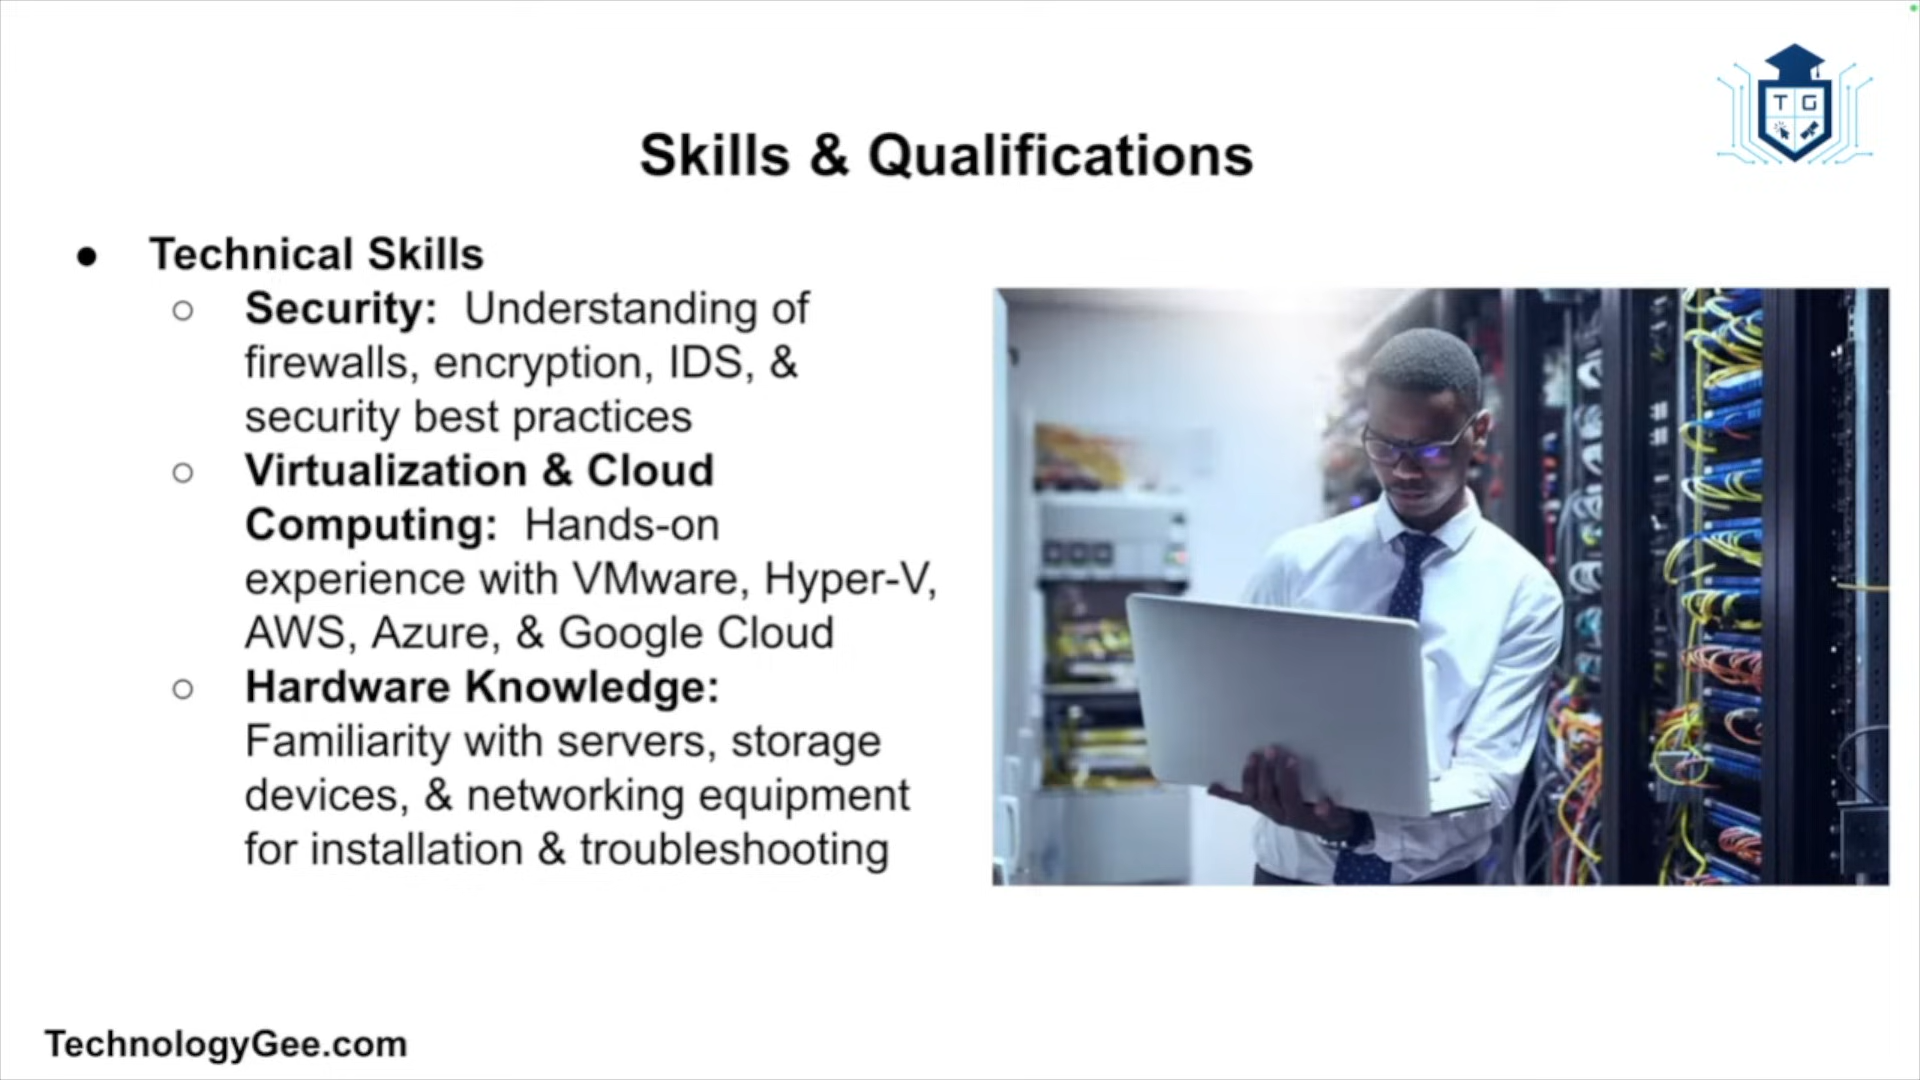 T G
Skills & Qualifications
● Technical Skills
○ Security: Understanding of
firewalls, encryption, IDS, &
security best practices
○ Virtualization & Cloud
Computing: Hands-on
experience with VMware, Hyper-V,
AWS, Azure, & Google Cloud
○ Hardware Knowledge:
Familiarity with servers, storage
devices, & networking equipment
for installation & troubleshooting
TechnologyGee.com